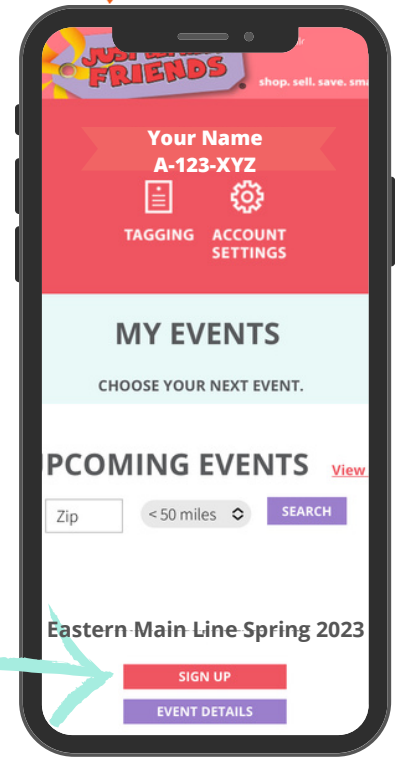 FRIENDS
shop. sell. save.
Your Name
A-123-XYZ
TAGGING
ACCOUNT
SETTINGS
MY EVENTS
CHOOSE YOUR NEXT EVENT.
PCOMING EVENTS
View
Zip
< 50 miles
SEARCH
Eastern Main Line Spring 2023
SIGN UP
EVENT DETAILS